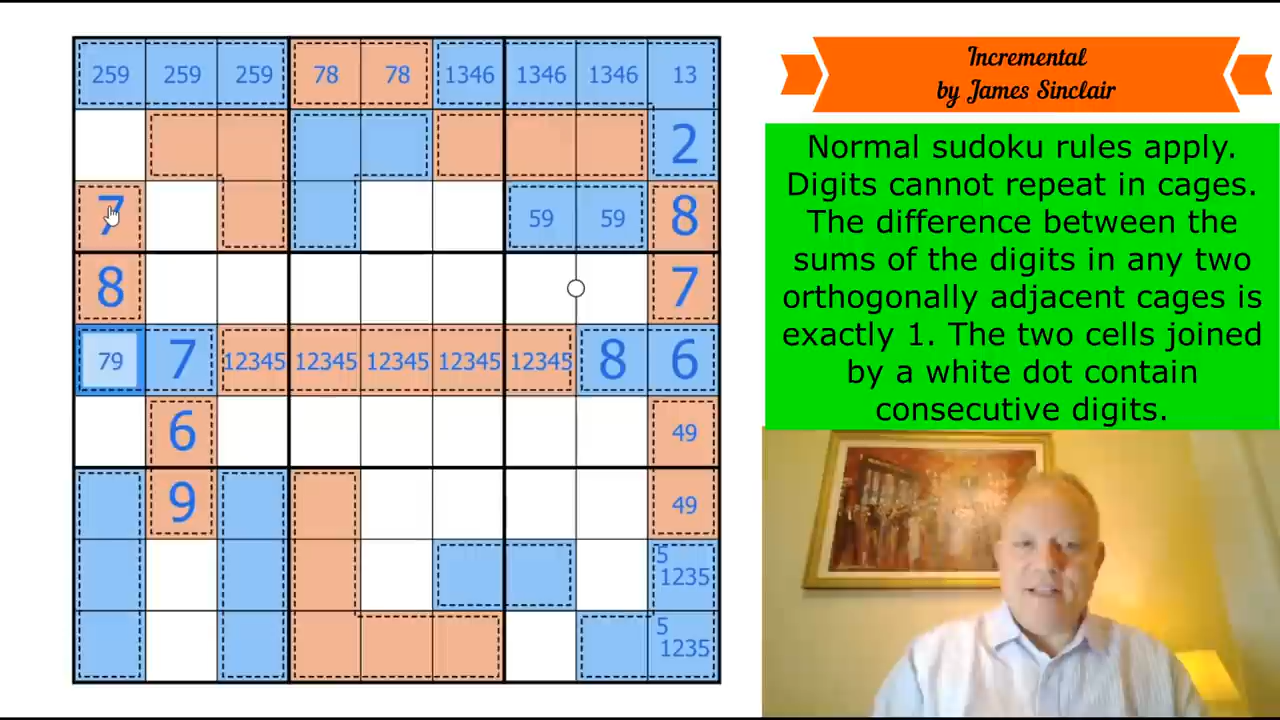 Incremental
by James Sinclair
Normal sudoku rules apply.
Digits cannot repeat in cages.
The difference between the
sums of the digits in any two
orthogonally adjacent cages is
exactly 1. The two cells joined
by a white dot contain
consecutive digits.
259 259 259 78 78 1346 1346 1346 13
2
7 59 59 8
8 7
79 7 12345 12345 12345 12345 12345 8 6
6 49
9 49
5 1235
5 1235